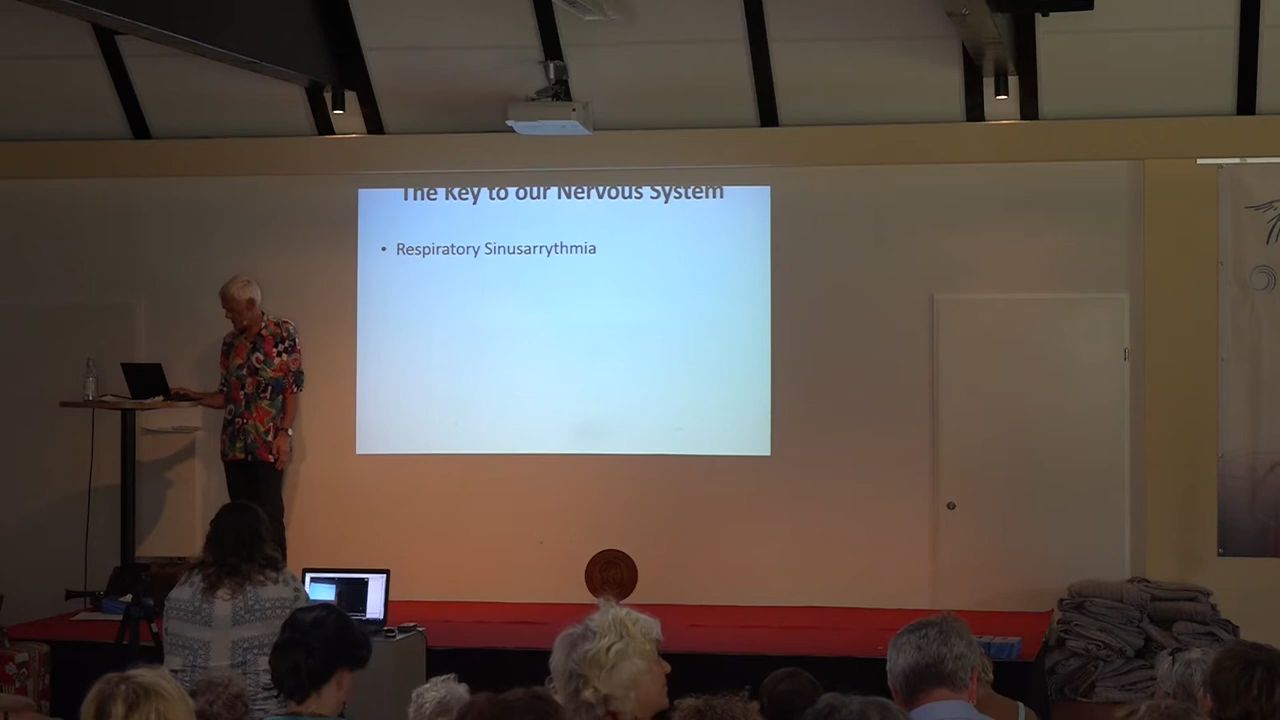 The Key to our Nervous System
• Respiratory Sinusarrythmia